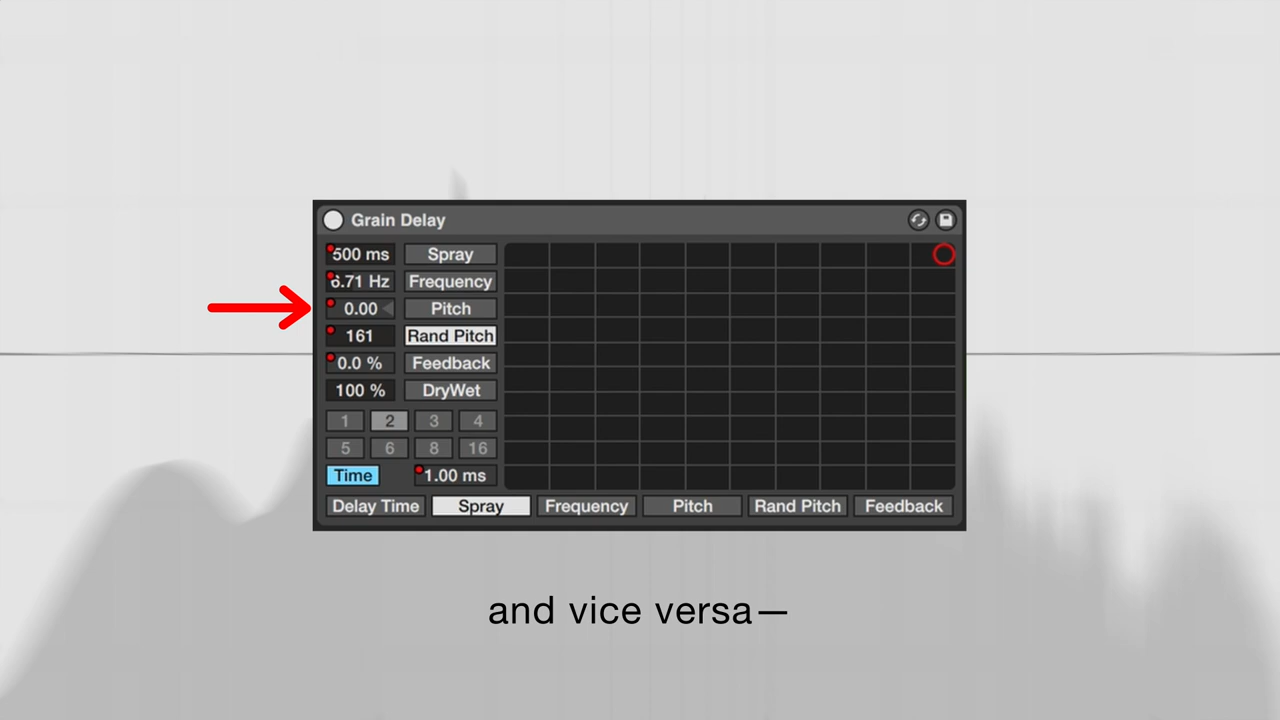 Grain Delay
500 ms Spray
6.71 Hz Frequency
0.00 Pitch
161 Rand Pitch
0.0 % Feedback
100 % DryWet
1 2 3 4
5 6 8 16
Time 1.00 ms
Delay Time Spray Frequency Pitch Rand Pitch Feedback
and vice versa—